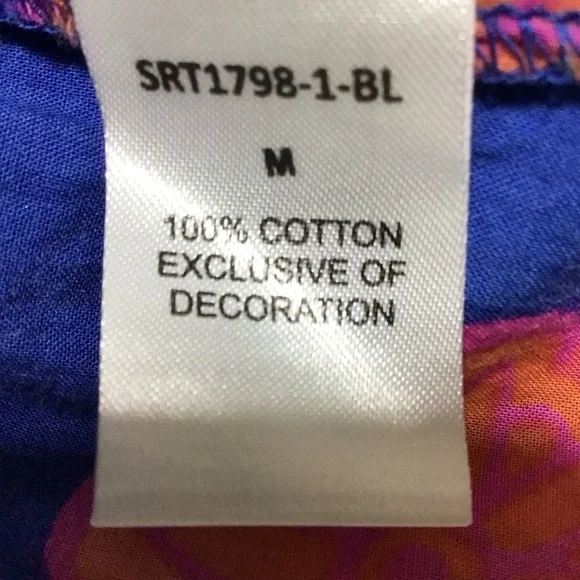 SRT1798-1-BL
M
100% COTTON
EXCLUSIVE OF
DECORATION